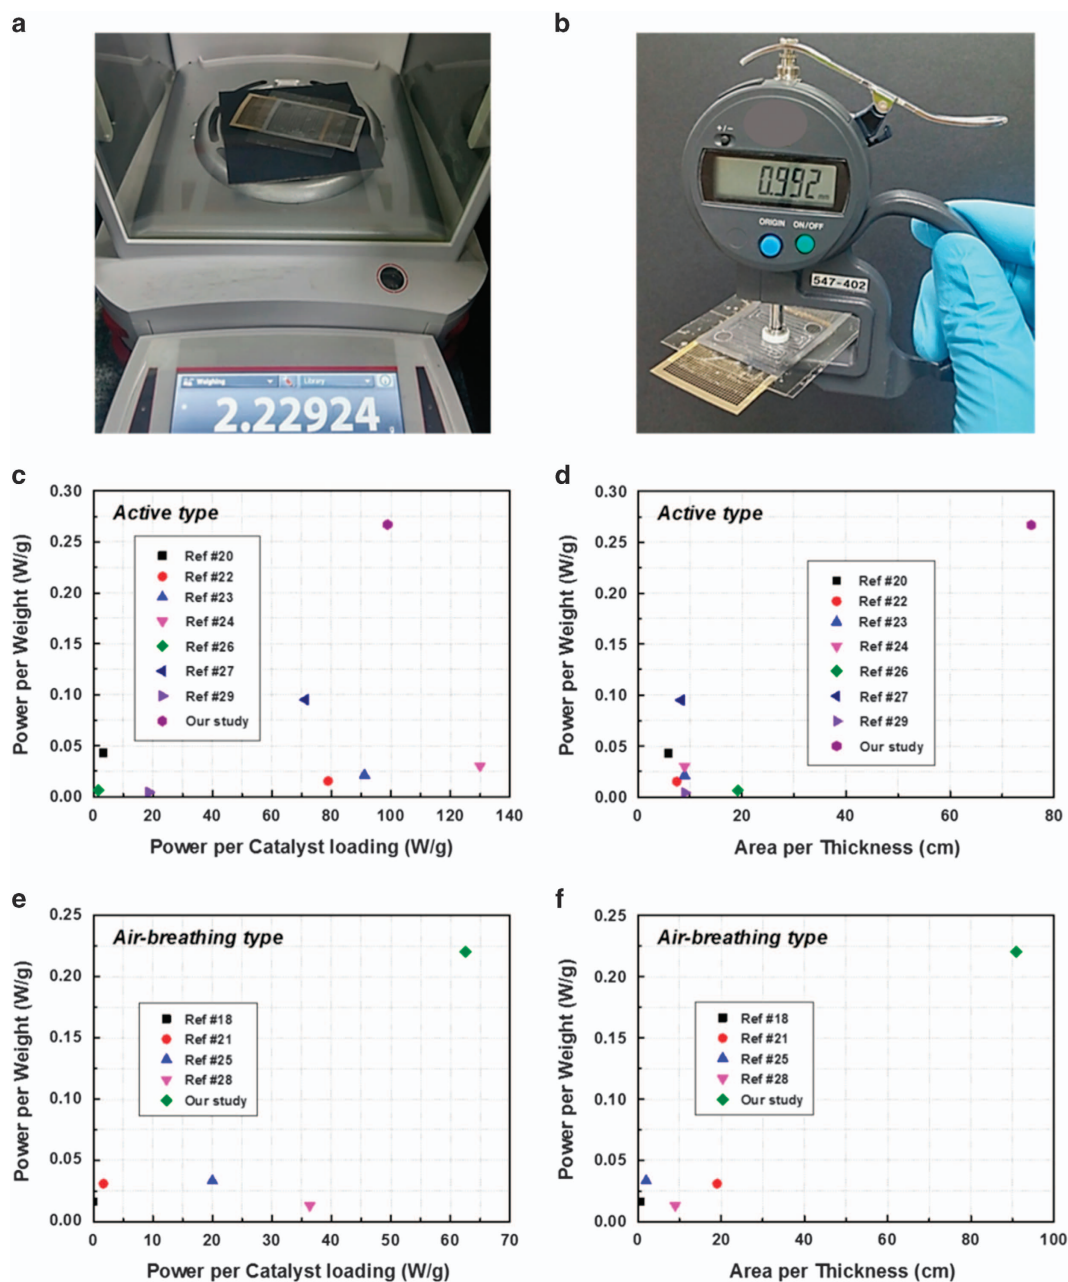 a
b
Weighing
Library
2.22924
g
+/-
0.992
mm
ORIGIN ON/OFF
547-402
c
d
0.30
0.25
0.20
0.15
0.10
0.05
0.00
Power per Weight (W/g)
Active type
Ref #20
Ref #22
Ref #23
Ref #24
Ref #26
Ref #27
Ref #29
Our study
0 20 40 60 80 100 120 140
Power per Catalyst loading (W/g)
0.30
0.25
0.20
0.15
0.10
0.05
0.00
Power per Weight (W/g)
Active type
Ref #20
Ref #22
Ref #23
Ref #24
Ref #26
Ref #27
Ref #29
Our study
0 20 40 60 80
Area per Thickness (cm)
e
f
0.25
0.20
0.15
0.10
0.05
0.00
Power per Weight (W/g)
Air-breathing type
Ref #18
Ref #21
Ref #25
Ref #28
Our study
0 10 20 30 40 50 60 70
Power per Catalyst loading (W/g)
0.25
0.20
0.15
0.10
0.05
0.00
Power per Weight (W/g)
Air-breathing type
Ref #18
Ref #21
Ref #25
Ref #28
Our study
0 20 40 60 80 100
Area per Thickness (cm)